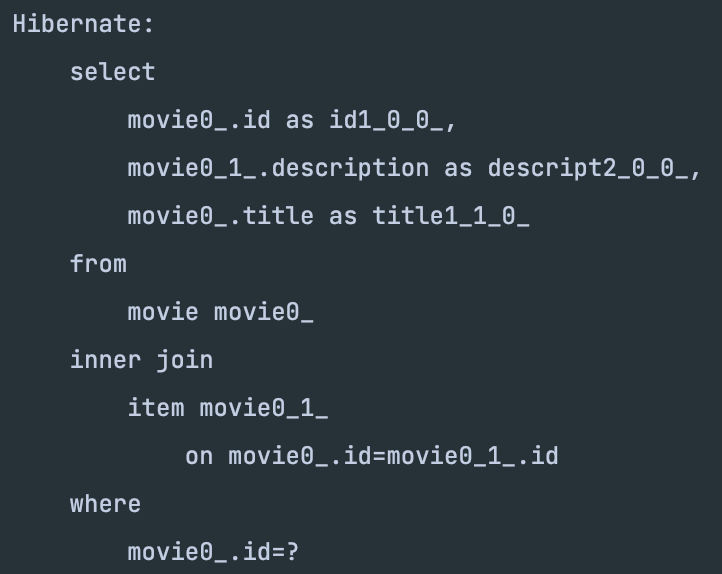 Hibernate:
    select
        movie0_.id as id1_0_0_,
        movie0_1_.description as descript2_0_0_,
        movie0_.title as title1_1_0_
    from
        movie movie0_
    inner join
        item movie0_1_
            on movie0_.id=movie0_1_.id
    where
        movie0_.id=?